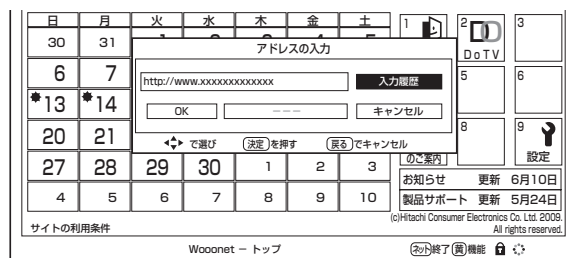 日 月 火 水 木 金 土
30 31
アドレスの入力
http://www.xxxxxxxxxxxxx 入力履歴
OK ––– キャンセル
で選び 決定 を押す 戻る でキャンセル
6 7
13 14
20 21
27 28 29 30 1 2 3
4 5 6 7 8 9 10
1 2 DoTV 3
5 6
8 9 設定
のご案内
お知らせ 更新 6月10日
製品サポート 更新 5月24日
(c)Hitachi Consumer Electronics Co. Ltd. 2009.
All rights reserved.
サイトの利用条件
Wooonet － トップ
ネット終了 黄機能